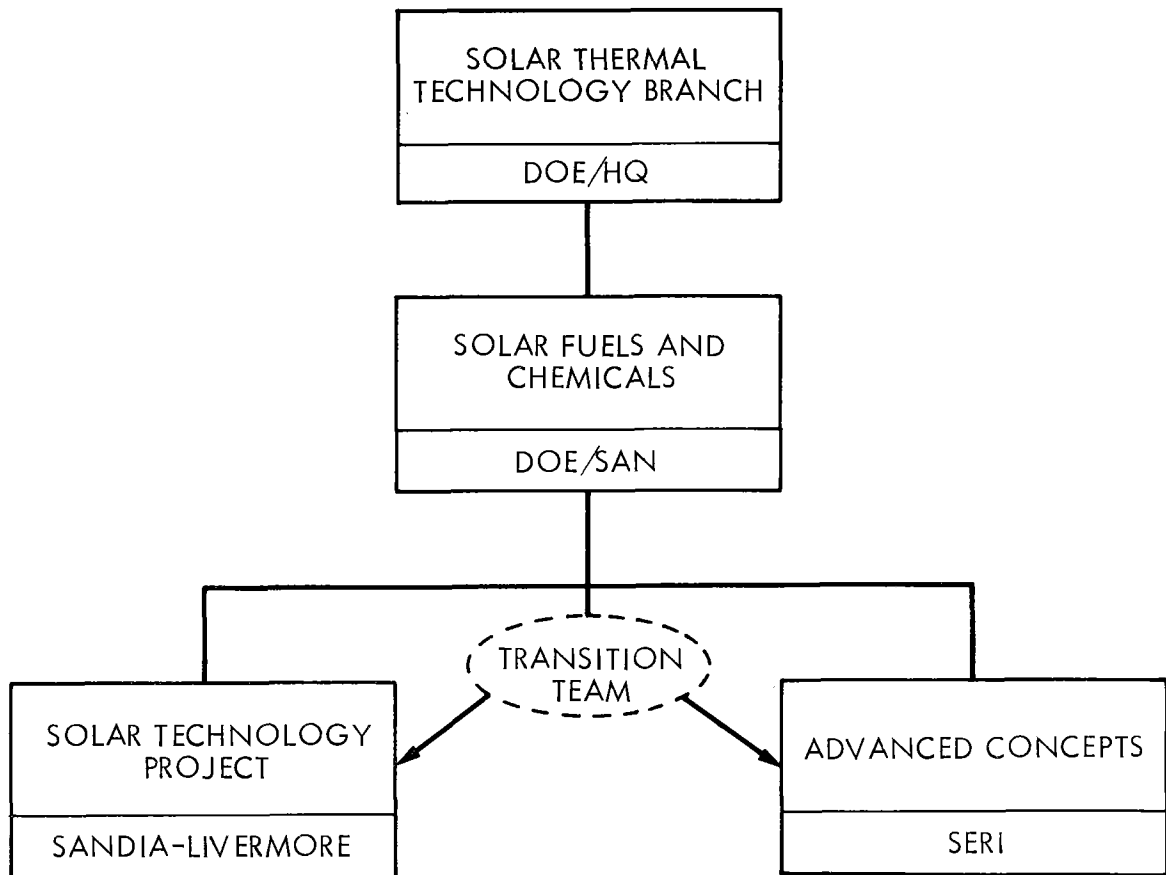 SOLAR THERMAL
TECHNOLOGY BRANCH
DOE/HQ
SOLAR FUELS AND
CHEMICALS
DOE/SAN
TRANSITION
TEAM
SOLAR TECHNOLOGY
PROJECT
SANDIA-LIVERMORE
ADVANCED CONCEPTS
SERI